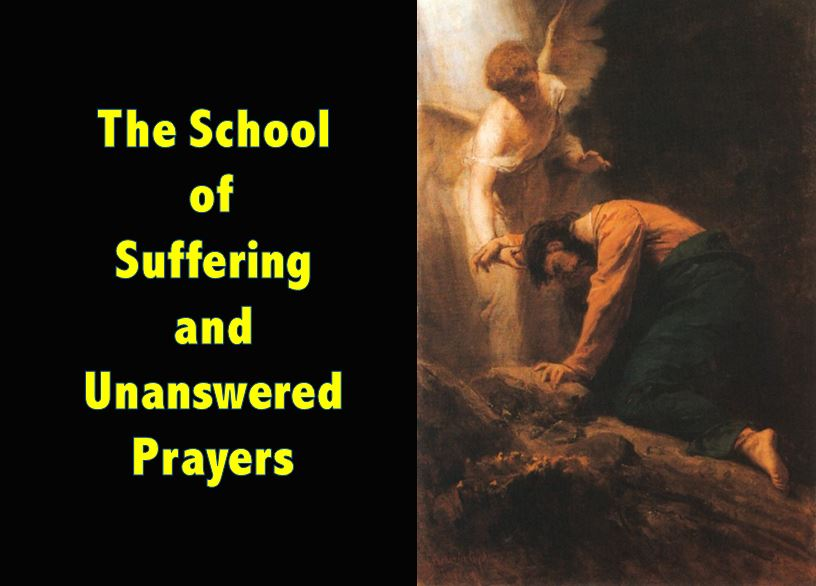 The School
of
Suffering
and
Unanswered
Prayers